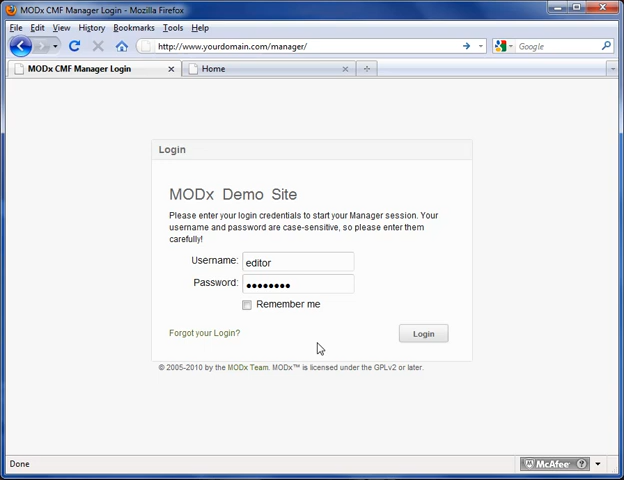 MODx CMF Manager Login - Mozilla Firefox
File Edit View History Bookmarks Tools Help
http://www.yourdomain.com/manager/
Google
MODx CMF Manager Login
Home
Login
MODx Demo Site
Please enter your login credentials to start your Manager session. Your
username and password are case-sensitive, so please enter them
carefully!
Username: editor
Password: ●●●●●●●●
Remember me
Forgot your Login?
Login
© 2005-2010 by the MODx Team. MODx™ is licensed under the GPLv2 or later.
Done
McAfee